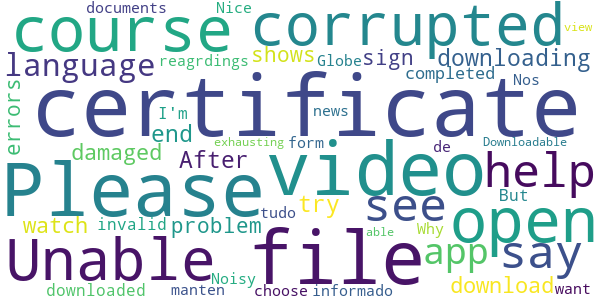 documents Nice
course corrupted view
reagrdings shows Globe sign downloading
language completed Nos
errors certificate
I'm news
end exhausting form de Downloadable
damaged After Please video help
see But
watch invalid problem tudo try able Why open
Unable file app say
Noisy download
downloaded manten choose informado want